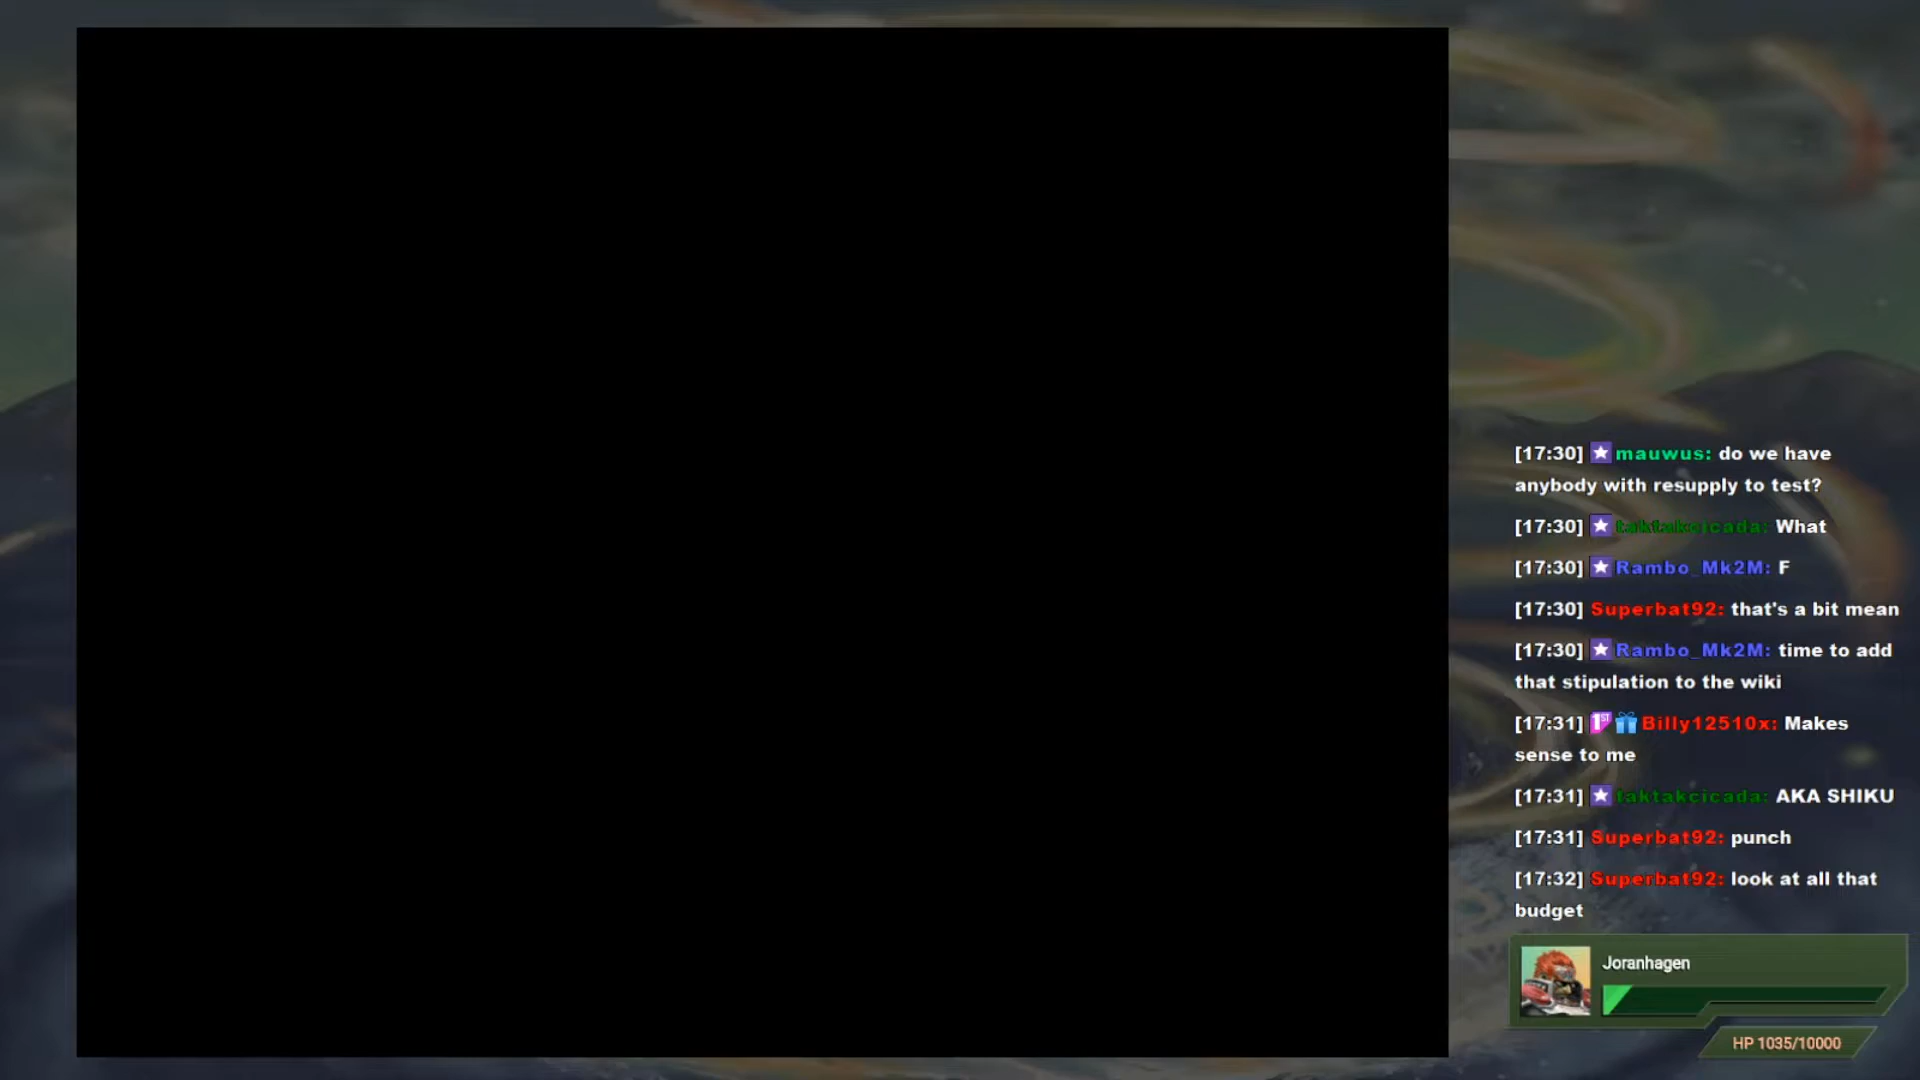 [17:30] mauwus: do we have
anybody with resupply to test?
[17:30] taktakcicada: What
[17:30] Rambo_Mk2M: F
[17:30] Superbat92: that's a bit mean
[17:30] Rambo_Mk2M: time to add
that stipulation to the wiki
[17:31] 1ST Billy12510x: Makes
sense to me
[17:31] taktakcicada: AKA SHIKU
[17:31] Superbat92: punch
[17:32] Superbat92: look at all that
budget
Joranhagen
HP 1035/10000